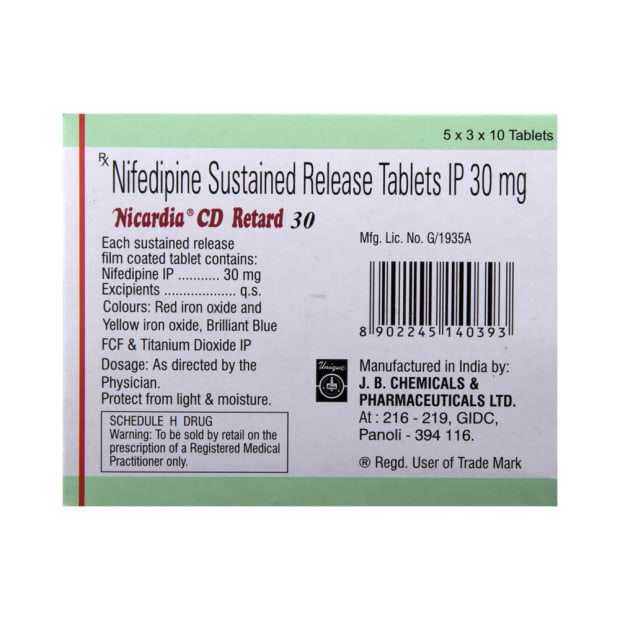 5 x 3 x 10 Tablets
℞ Nifedipine Sustained Release Tablets IP 30 mg
Nicardia® CD Retard 30
Each sustained release
film coated tablet contains:
Nifedipine IP ........... 30 mg
Excipients ................... q.s.
Colours: Red iron oxide and
Yellow iron oxide, Brilliant Blue
FCF & Titanium Dioxide IP
Dosage: As directed by the
Physician.
Protect from light & moisture.
SCHEDULE H DRUG
Warning: To be sold by retail on the
prescription of a Registered Medical
Practitioner only.
Mfg. Lic. No. G/1935A
8 902245 140393
Unique
Manufactured in India by:
J. B. CHEMICALS &
PHARMACEUTICALS LTD.
At : 216 - 219, GIDC,
Panoli - 394 116.
® Regd. User of Trade Mark